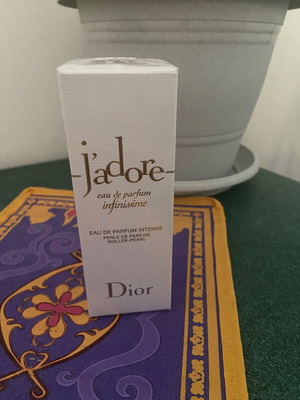 j'adore
eau de parfum
infinissime
EAU DE PARFUM INTENSE
PERLE DE PARFUM
ROLLER-PEARL
Dior